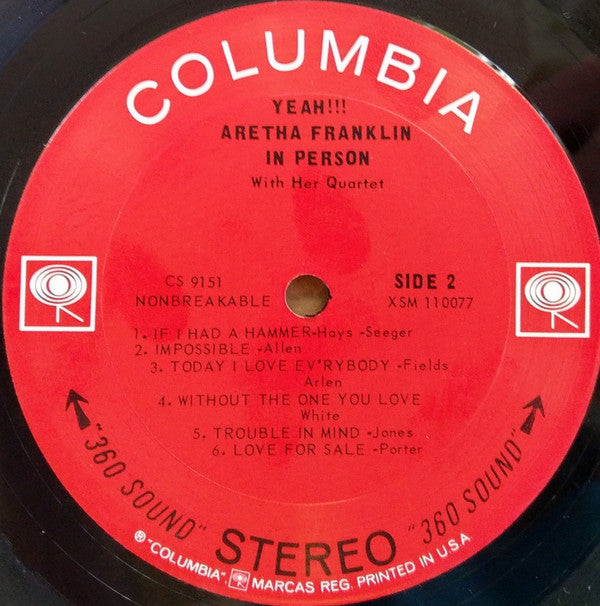 COLUMBIA
YEAH!!!
ARETHA FRANKLIN
IN PERSON
With Her Quartet
CS 9151
NONBREAKABLE
SIDE 2
XSM 110077
1. IF I HAD A HAMMER-Hays -Seeger
2. IMPOSSIBLE -Allen
3. TODAY I LOVE EV'RYBODY -Fields
Arlen
4. WITHOUT THE ONE YOU LOVE
White
5. TROUBLE IN MIND -Jones
6. LOVE FOR SALE -Porter
"360 SOUND" STEREO "360 SOUND"
® "COLUMBIA", MARCAS REG. PRINTED IN U.S.A.